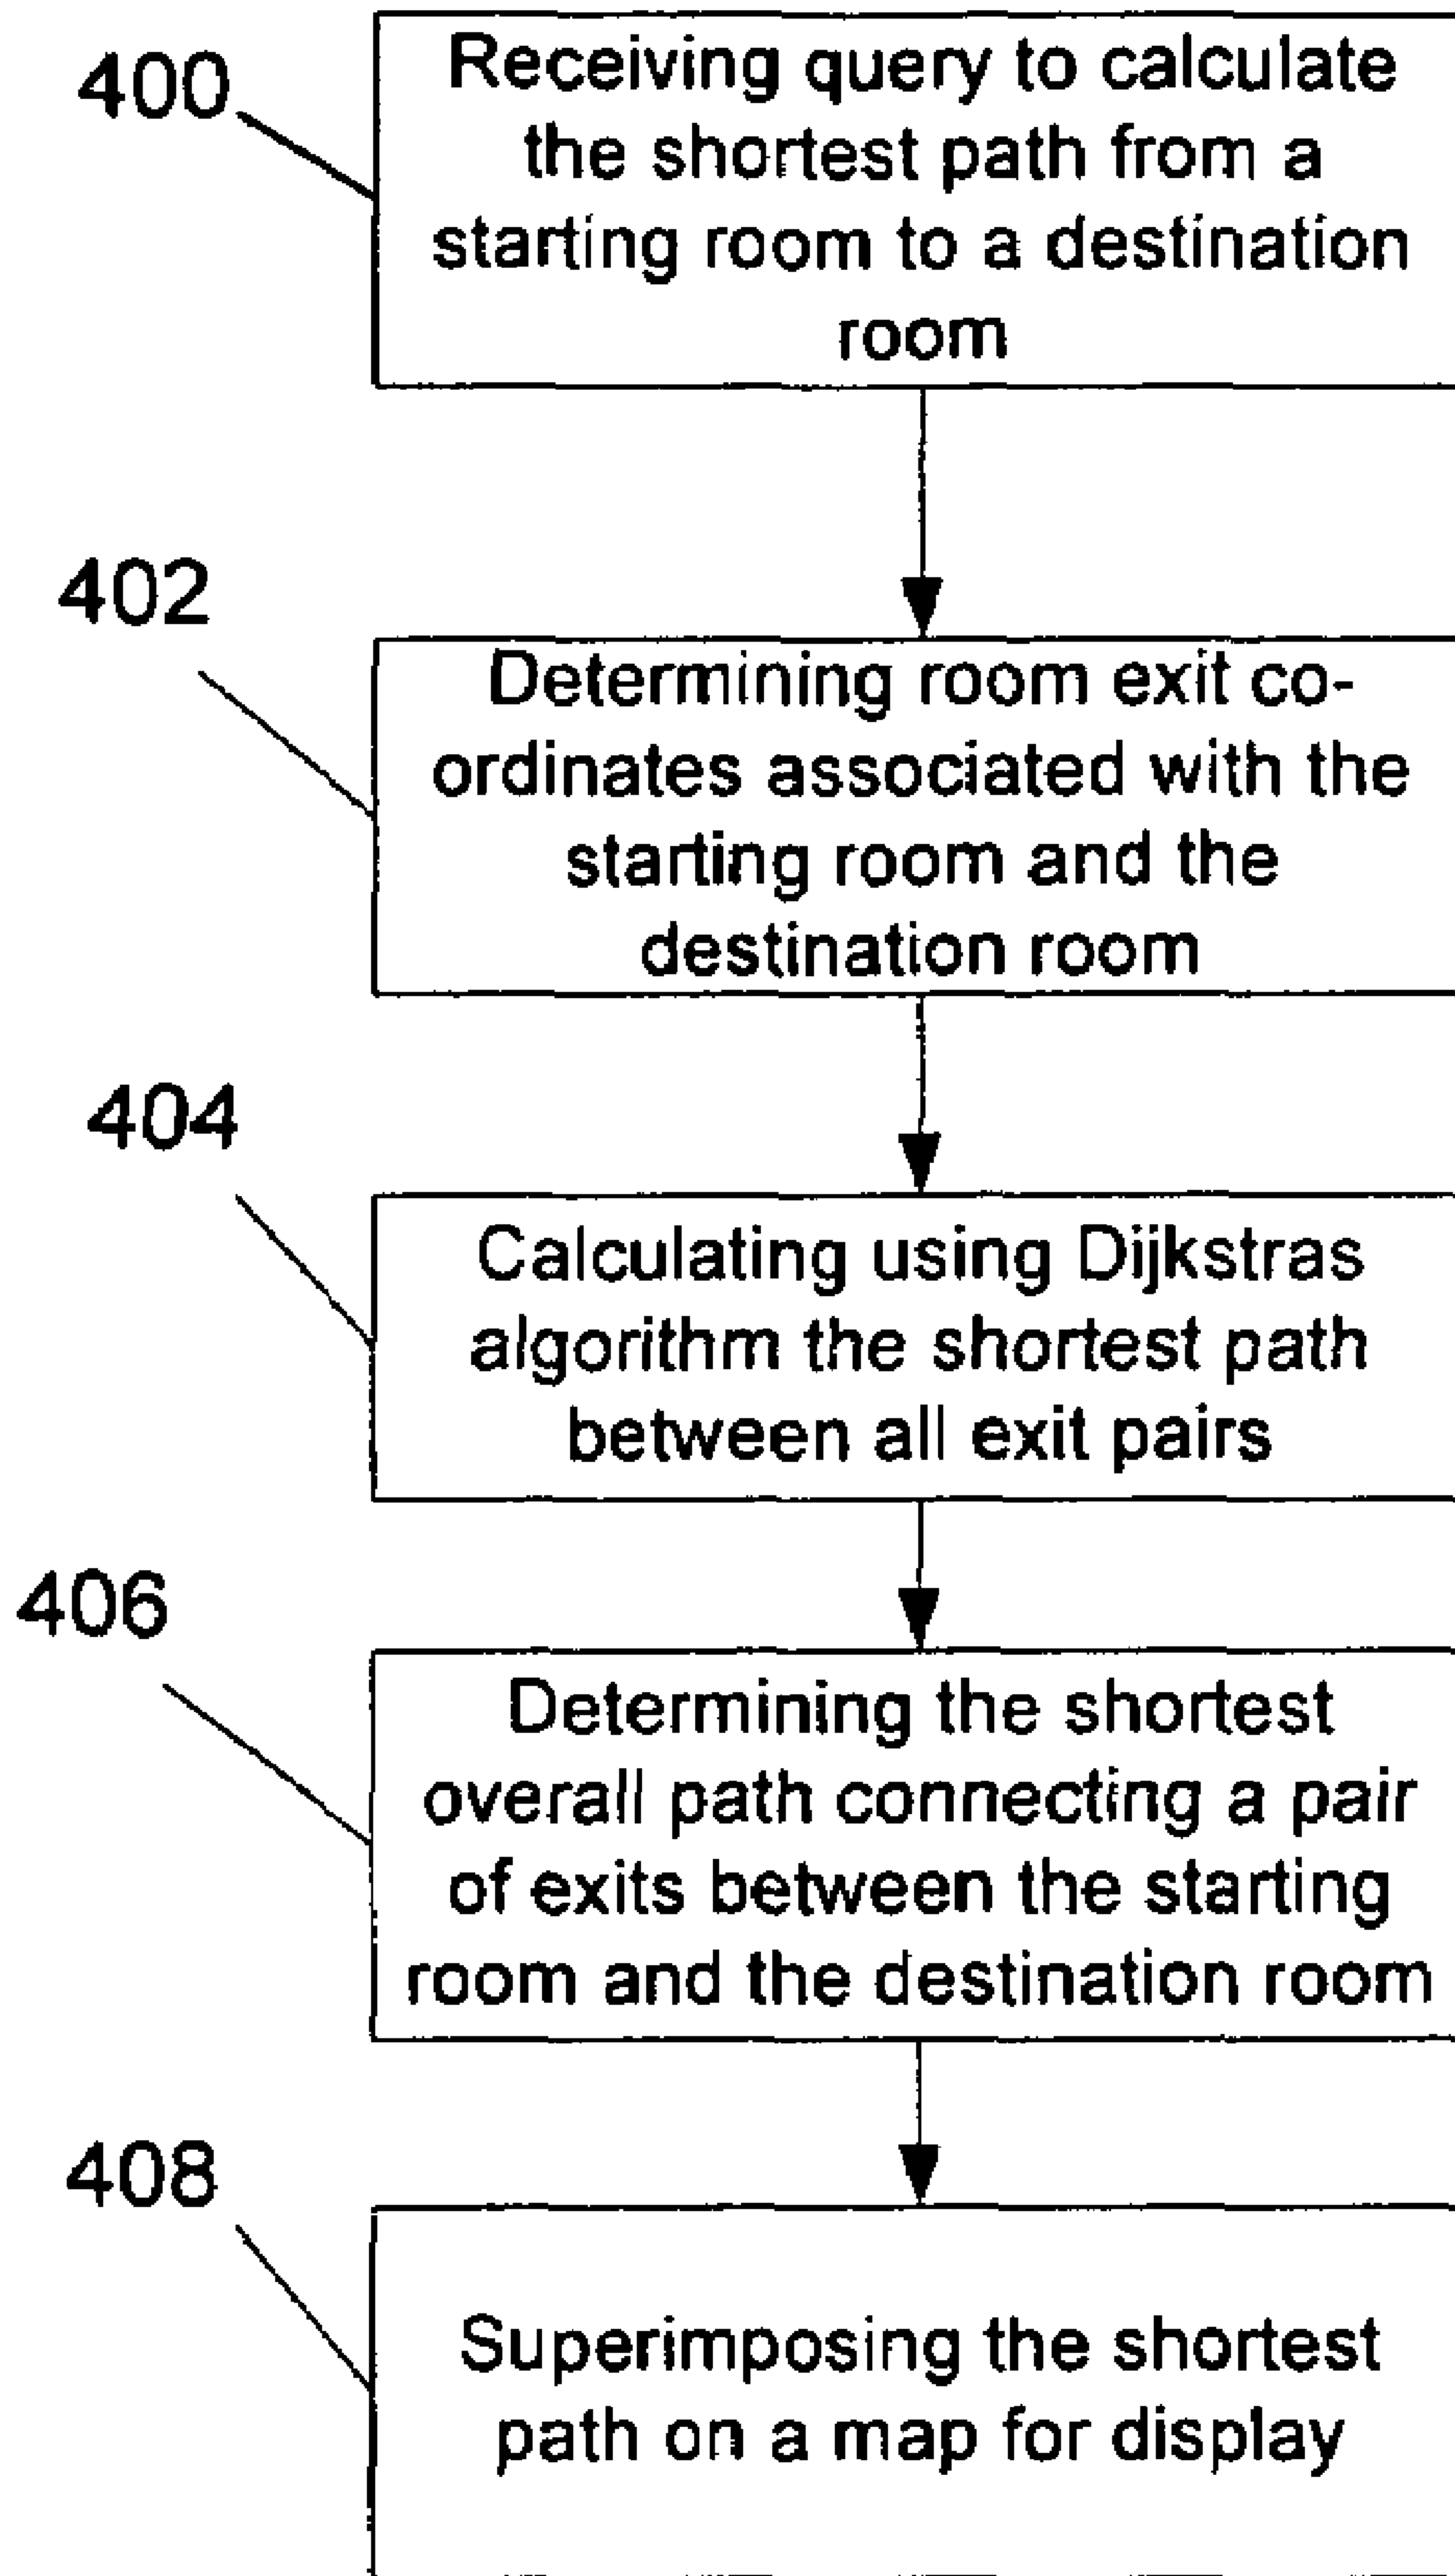 400
Receiving query to calculate
the shortest path from a
starting room to a destination
room
402
Determining room exit co-
ordinates associated with the
starting room and the
destination room
404
Calculating using Dijkstras
algorithm the shortest path
between all exit pairs
406
Determining the shortest
overall path connecting a pair
of exits between the starting
room and the destination room
408
Superimposing the shortest
path on a map for display